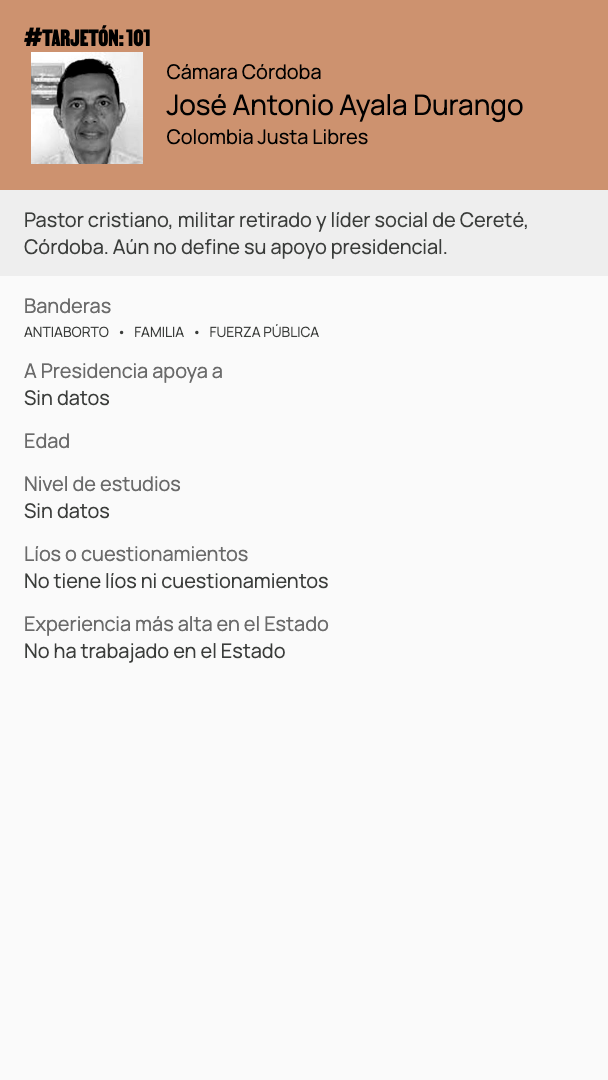 #TARJETÓN: 101
Cámara Córdoba
José Antonio Ayala Durango
Colombia Justa Libres
Pastor cristiano, militar retirado y líder social de Cereté,
Córdoba. Aún no define su apoyo presidencial.
Banderas
ANTIABORTO • FAMILIA • FUERZA PÚBLICA
A Presidencia apoya a
Sin datos
Edad
Nivel de estudios
Sin datos
Líos o cuestionamientos
No tiene líos ni cuestionamientos
Experiencia más alta en el Estado
No ha trabajado en el Estado